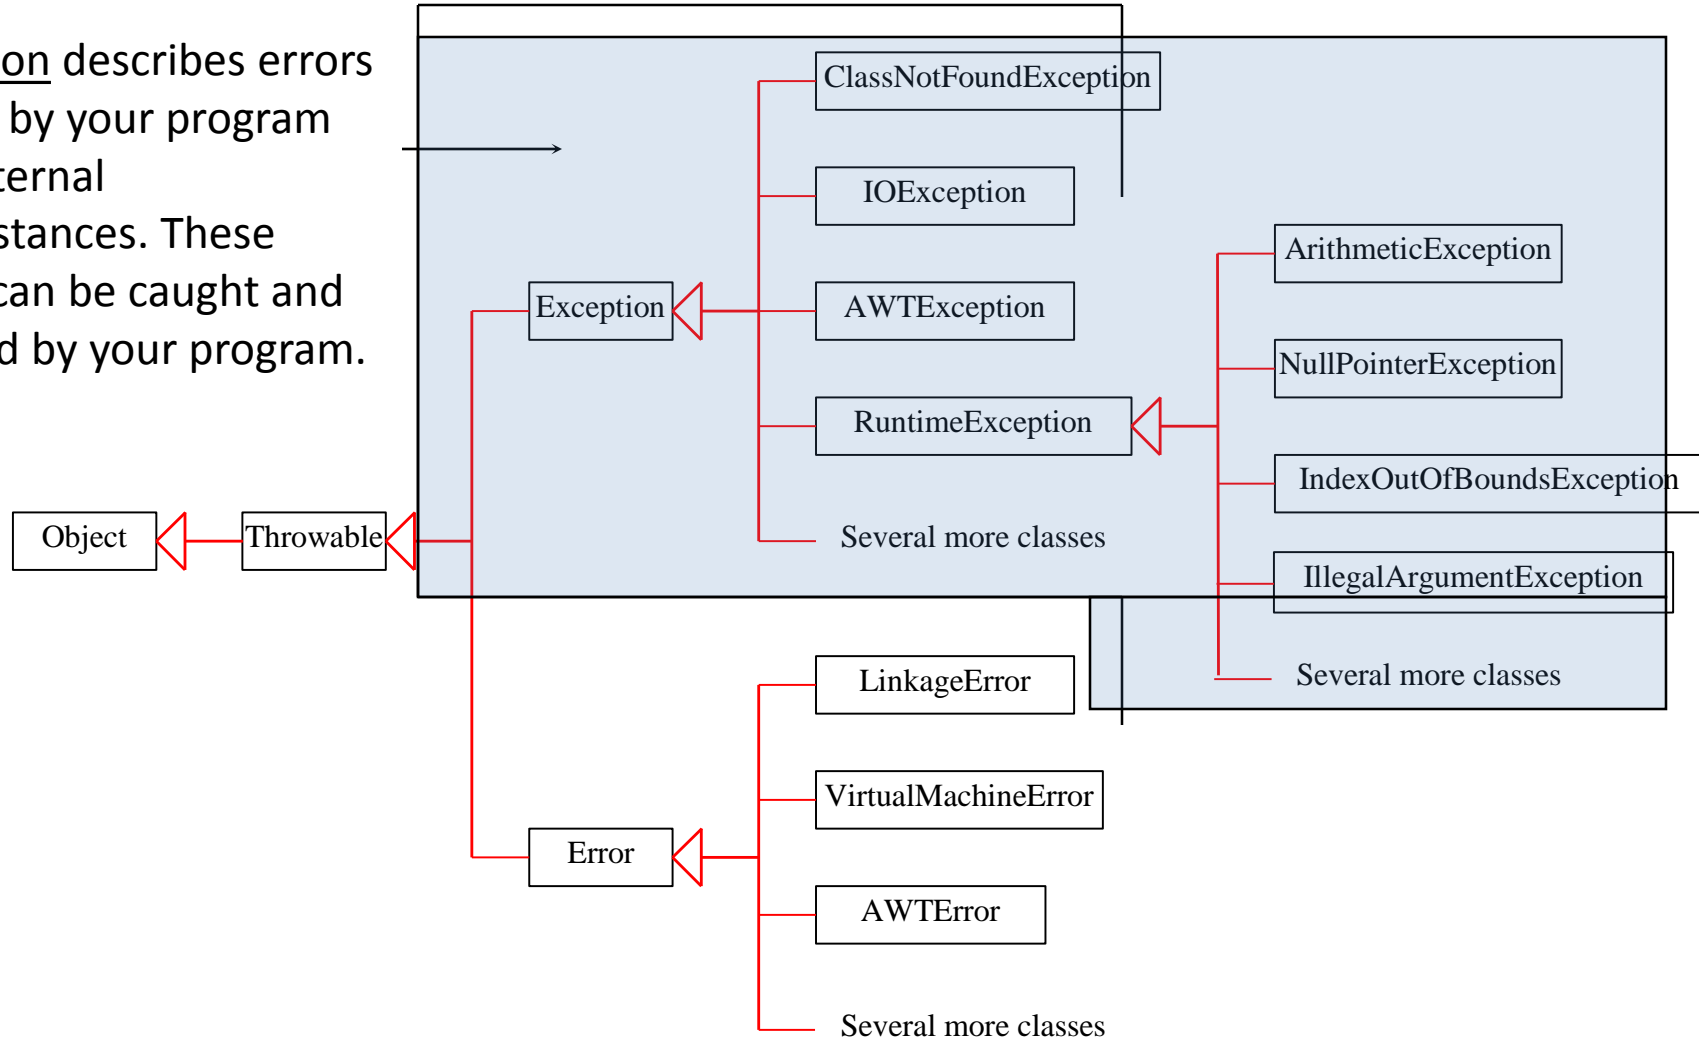 on describes errors
by your program
ternal
stances. These
can be caught and
d by your program.
ClassNotFoundException
IOException
AWTException
RuntimeException
Several more classes
Exception
ArithmeticException
NullPointerException
IndexOutOfBoundsException
IllegalArgumentException
Several more classes
Object
Throwable
LinkageError
VirtualMachineError
AWTError
Several more classes
Error